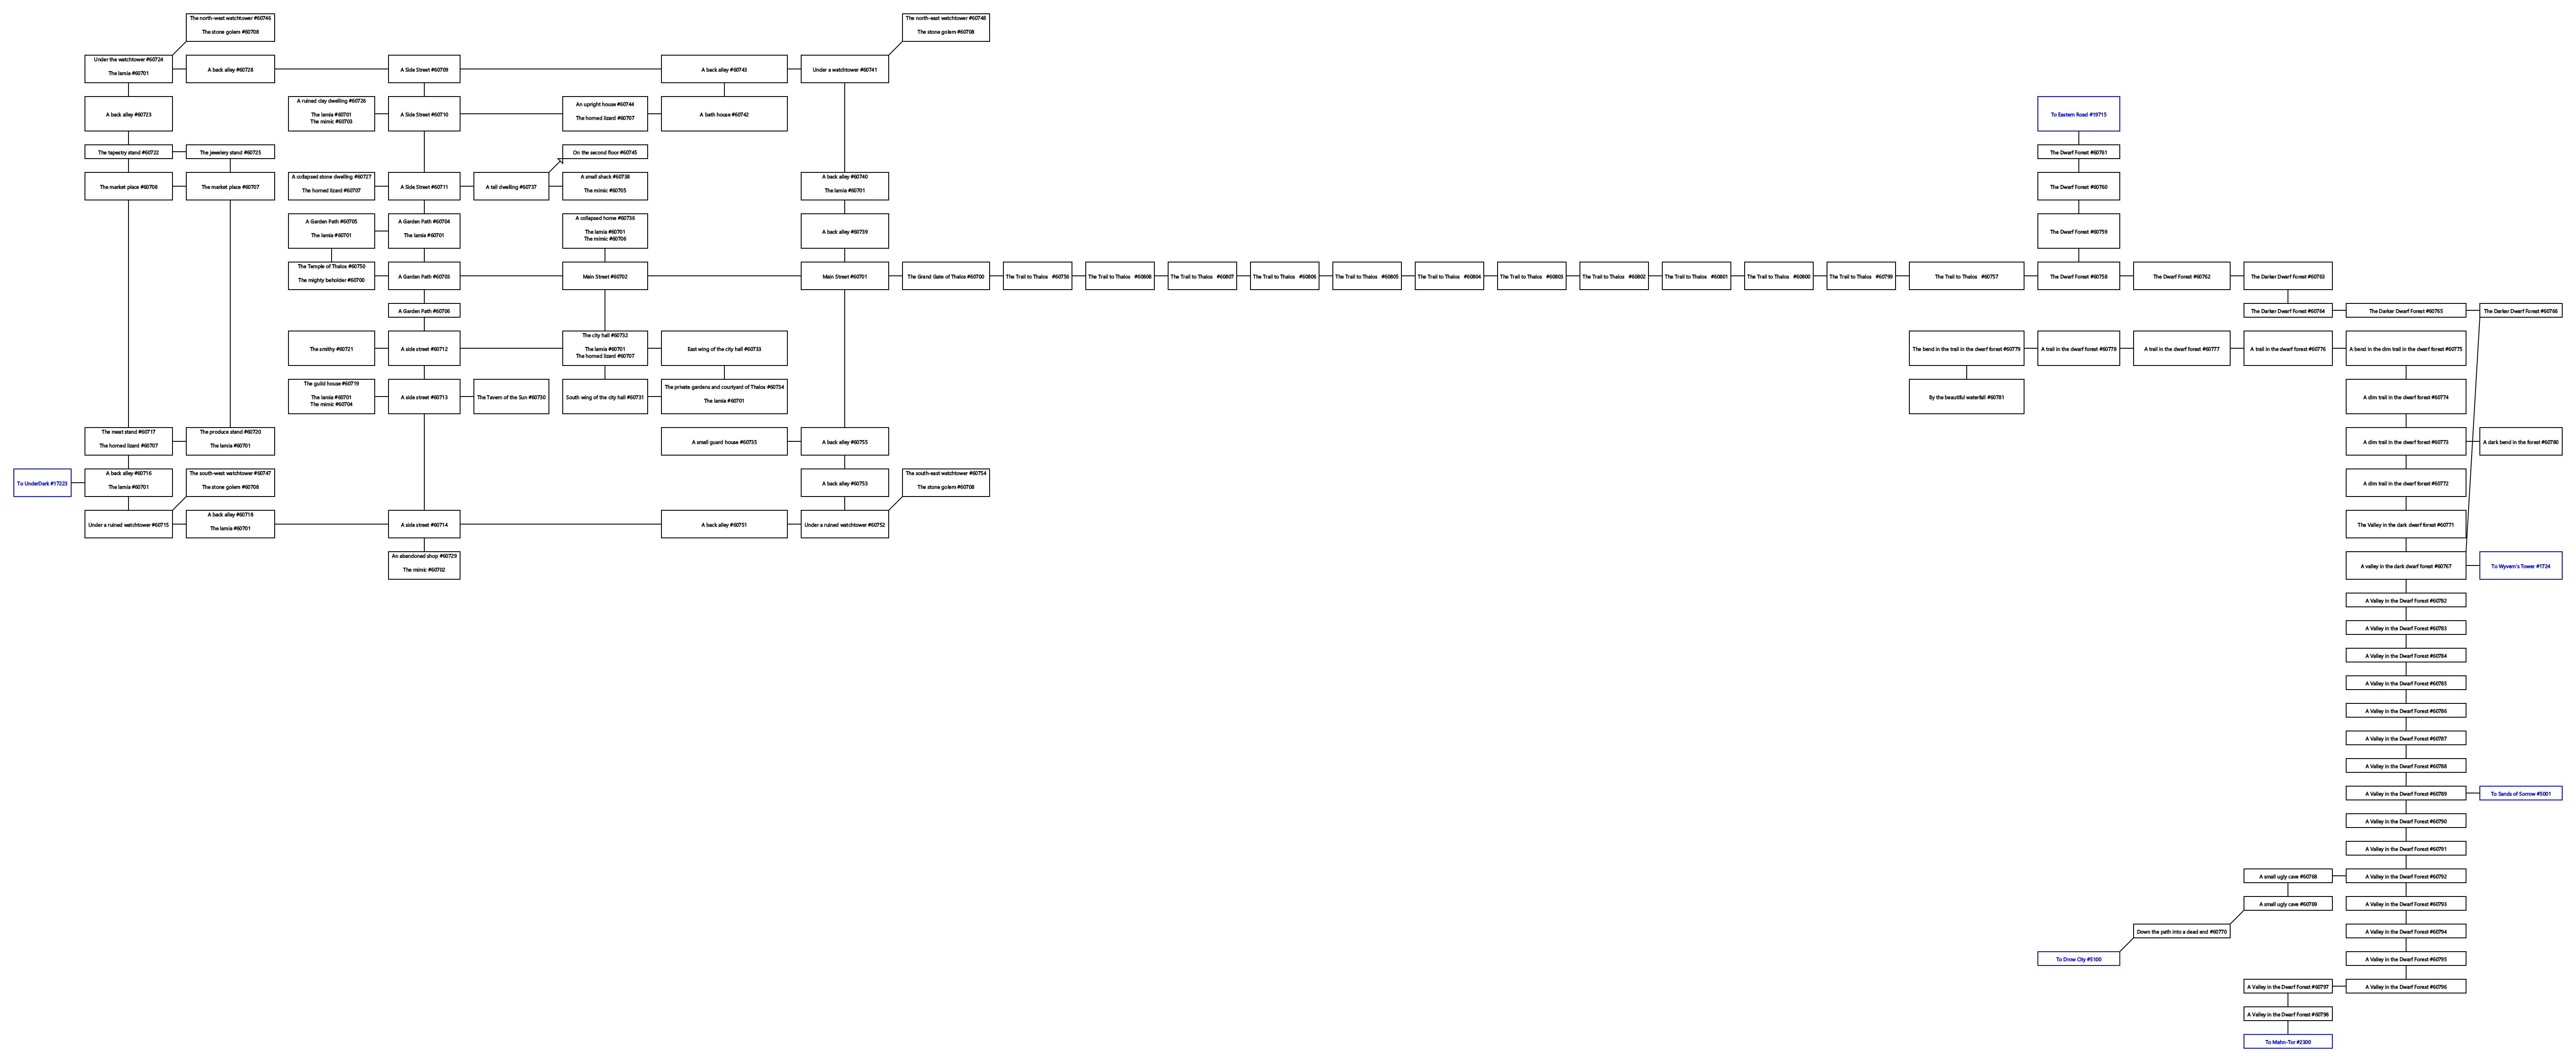 The north-west watchtower #60746
The stone golem #60708
The north-east watchtower #60748
The stone golem #60708
Under the watchtower #60724
The lamia #60701
A back alley #60728
A Side Street #60709
A back alley #60743
Under a watchtower #60741
A back alley #60723
A ruined clay dwelling #60726
The lamia #60701
The mimic #60703
A Side Street #60710
An upright house #60744
The horned lizard #60707
A bath house #60742
To Eastern Road #19715
The tapestry stand #60722
The jewelery stand #60725
On the second floor #60745
The Dwarf Forest #60761
The market place #60708
The market place #60707
A collapsed stone dwelling #60727
The horned lizard #60707
A Side Street #60711
A tall dwelling #60737
A small shack #60738
The mimic #60705
A back alley #60740
The lamia #60701
The Dwarf Forest #60760
A Garden Path #60705
The lamia #60701
A Garden Path #60704
The lamia #60701
A collapsed home #60736
The lamia #60701
The mimic #60706
A back alley #60739
The Dwarf Forest #60759
The Temple of Thalos #60750
The mighty beholder #60700
A Garden Path #60703
Main Street #60702
Main Street #60701
The Grand Gate of Thalos #60700
The Trail to Thalos #60756
The Trail to Thalos #60808
The Trail to Thalos #60807
The Trail to Thalos #60806
The Trail to Thalos #60805
The Trail to Thalos #60804
The Trail to Thalos #60803
The Trail to Thalos #60802
The Trail to Thalos #60801
The Trail to Thalos #60800
The Trail to Thalos #60799
The Trail to Thalos #60757
The Dwarf Forest #60758
The Dwarf Forest #60762
The Darker Dwarf Forest #60763
A Garden Path #60706
The Darker Dwarf Forest #60764
The Darker Dwarf Forest #60765
The Darker Dwarf Forest #60766
The smithy #60721
A side street #60712
The city hall #60732
The lamia #60701
The horned lizard #60707
East wing of the city hall #60733
The bend in the trail in the dwarf forest #60779
A trail in the dwarf forest #60778
A trail in the dwarf forest #60777
A trail in the dwarf forest #60776
A bend in the dim trail in the dwarf forest #60775
The guild house #60719
The lamia #60701
The mimic #60704
A side street #60713
The Tavern of the Sun #60730
South wing of the city hall #60731
The private gardens and courtyard of Thalos #60734
The lamia #60701
By the beautiful waterfall #60781
A dim trail in the dwarf forest #60774
The meat stand #60717
The horned lizard #60707
The produce stand #60720
The lamia #60701
A small guard house #60735
A back alley #60755
A dim trail in the dwarf forest #60773
A dark bend in the forest #60780
To UnderDark #17223
A back alley #60716
The lamia #60701
The south-west watchtower #60747
The stone golem #60708
A back alley #60753
The south-east watchtower #60754
The stone golem #60708
A dim trail in the dwarf forest #60772
Under a ruined watchtower #60715
A back alley #60718
The lamia #60701
A side street #60714
A back alley #60751
Under a ruined watchtower #60752
The Valley in the dark dwarf forest #60771
An abandoned shop #60729
The mimic #60702
A valley in the dark dwarf forest #60767
To Wyvern's Tower #1724
A Valley in the Dwarf Forest #60782
A Valley in the Dwarf Forest #60783
A Valley in the Dwarf Forest #60784
A Valley in the Dwarf Forest #60785
A Valley in the Dwarf Forest #60786
A Valley in the Dwarf Forest #60787
A Valley in the Dwarf Forest #60788
A Valley in the Dwarf Forest #60789
To Sands of Sorrow #5001
A Valley in the Dwarf Forest #60790
A Valley in the Dwarf Forest #60791
A small ugly cave #60768
A Valley in the Dwarf Forest #60792
A small ugly cave #60769
A Valley in the Dwarf Forest #60793
Down the path into a dead end #60770
A Valley in the Dwarf Forest #60794
To Drow City #5100
A Valley in the Dwarf Forest #60795
A Valley in the Dwarf Forest #60797
A Valley in the Dwarf Forest #60796
A Valley in the Dwarf Forest #60798
To Mahn-Tor #2300